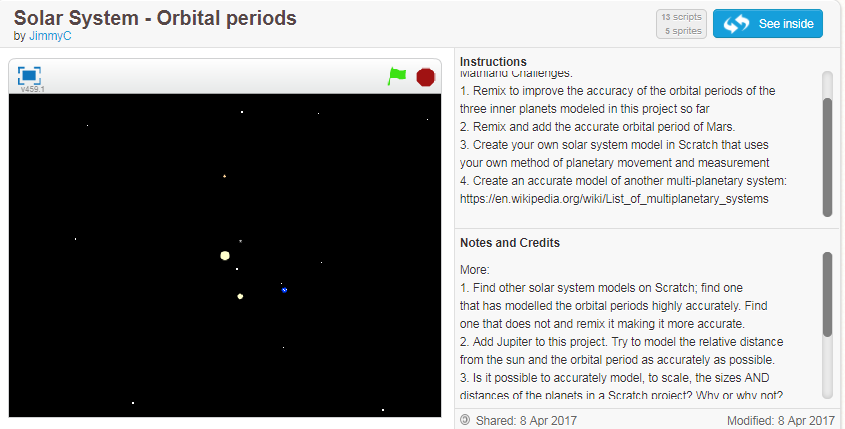 Solar System - Orbital periods
by JimmyC
13 scripts
5 sprites
See inside
v459.1
Instructions
Mathland Challenges:
1. Remix to improve the accuracy of the orbital periods of the
three inner planets modeled in this project so far
2. Remix and add the accurate orbital period of Mars.
3. Create your own solar system model in Scratch that uses
your own method of planetary movement and measurement
4. Create an accurate model of another multi-planetary system:
https://en.wikipedia.org/wiki/List_of_multiplanetary_systems
Notes and Credits
More:
1. Find other solar system models on Scratch; find one
that has modelled the orbital periods highly accurately. Find
one that does not and remix it making it more accurate.
2. Add Jupiter to this project. Try to model the relative distance
from the sun and the orbital period as accurately as possible.
3. Is it possible to accurately model, to scale, the sizes AND
distances of the planets in a Scratch project? Why or why not?
Shared: 8 Apr 2017
Modified: 8 Apr 2017